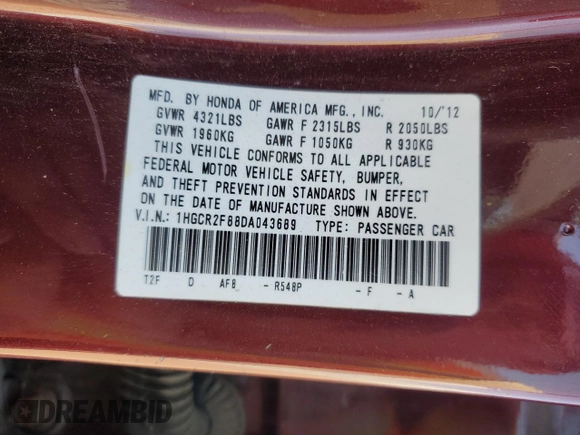 MFD. BY HONDA OF AMERICA MFG., INC. 10/'12
GVWR 4321LBS GAWR F 2315LBS R 2050LBS
GVWR 1960KG GAWR F 1050KG R 930KG
THIS VEHICLE CONFORMS TO ALL APPLICABLE
FEDERAL MOTOR VEHICLE SAFETY, BUMPER,
AND THEFT PREVENTION STANDARDS IN EFFECT
ON THE DATE OF MANUFACTURE SHOWN ABOVE.
V.I.N.: 1HGCR2F88DA043689 TYPE: PASSENGER CAR
T2F D AF8 - R548P - F - A
DREAMBID